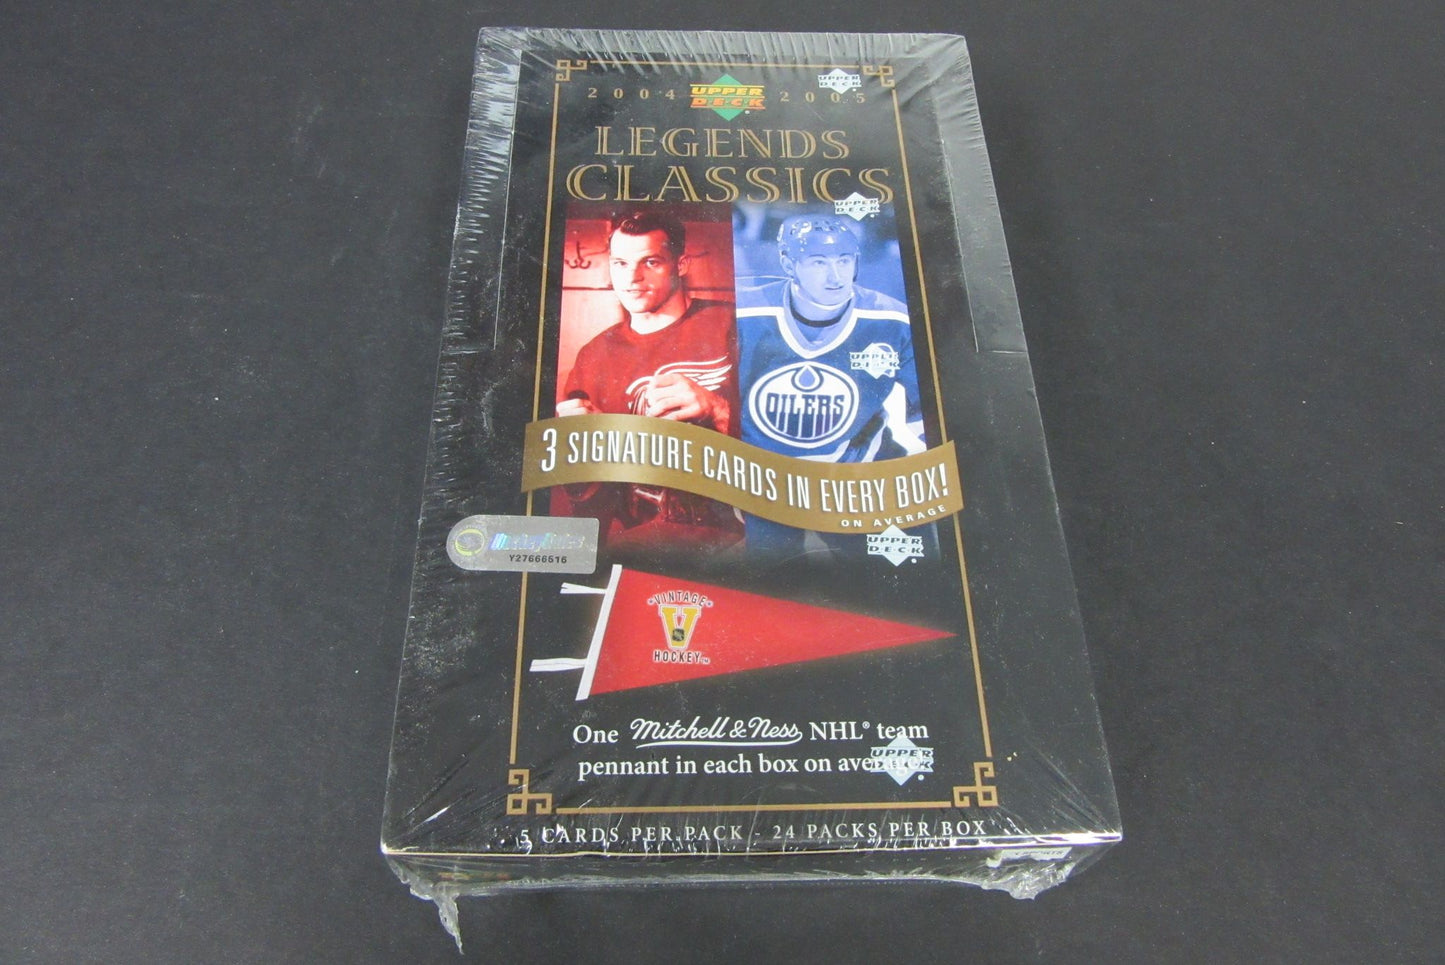 2004 UPPER DECK 2005
UPPER DECK
LEGENDS
CLASSICS
UPPER DECK
UPPER DECK
OILERS
3 SIGNATURE CARDS IN EVERY BOX!
ON AVERAGE
UPPER DECK
Y27666516
VINTAGE
V
HOCKEY™
One Mitchell & Ness NHL® team
pennant in each box on average!
UPPER DECK
5 CARDS PER PACK - 24 PACKS PER BOX